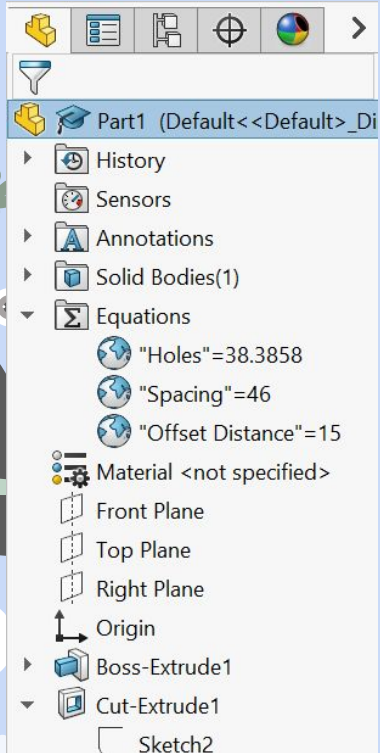 Part1 (Default<<Default>_Di
History
Sensors
Annotations
Solid Bodies(1)
Equations
"Holes"=38.3858
"Spacing"=46
"Offset Distance"=15
Material <not specified>
Front Plane
Top Plane
Right Plane
Origin
Boss-Extrude1
Cut-Extrude1
Sketch2